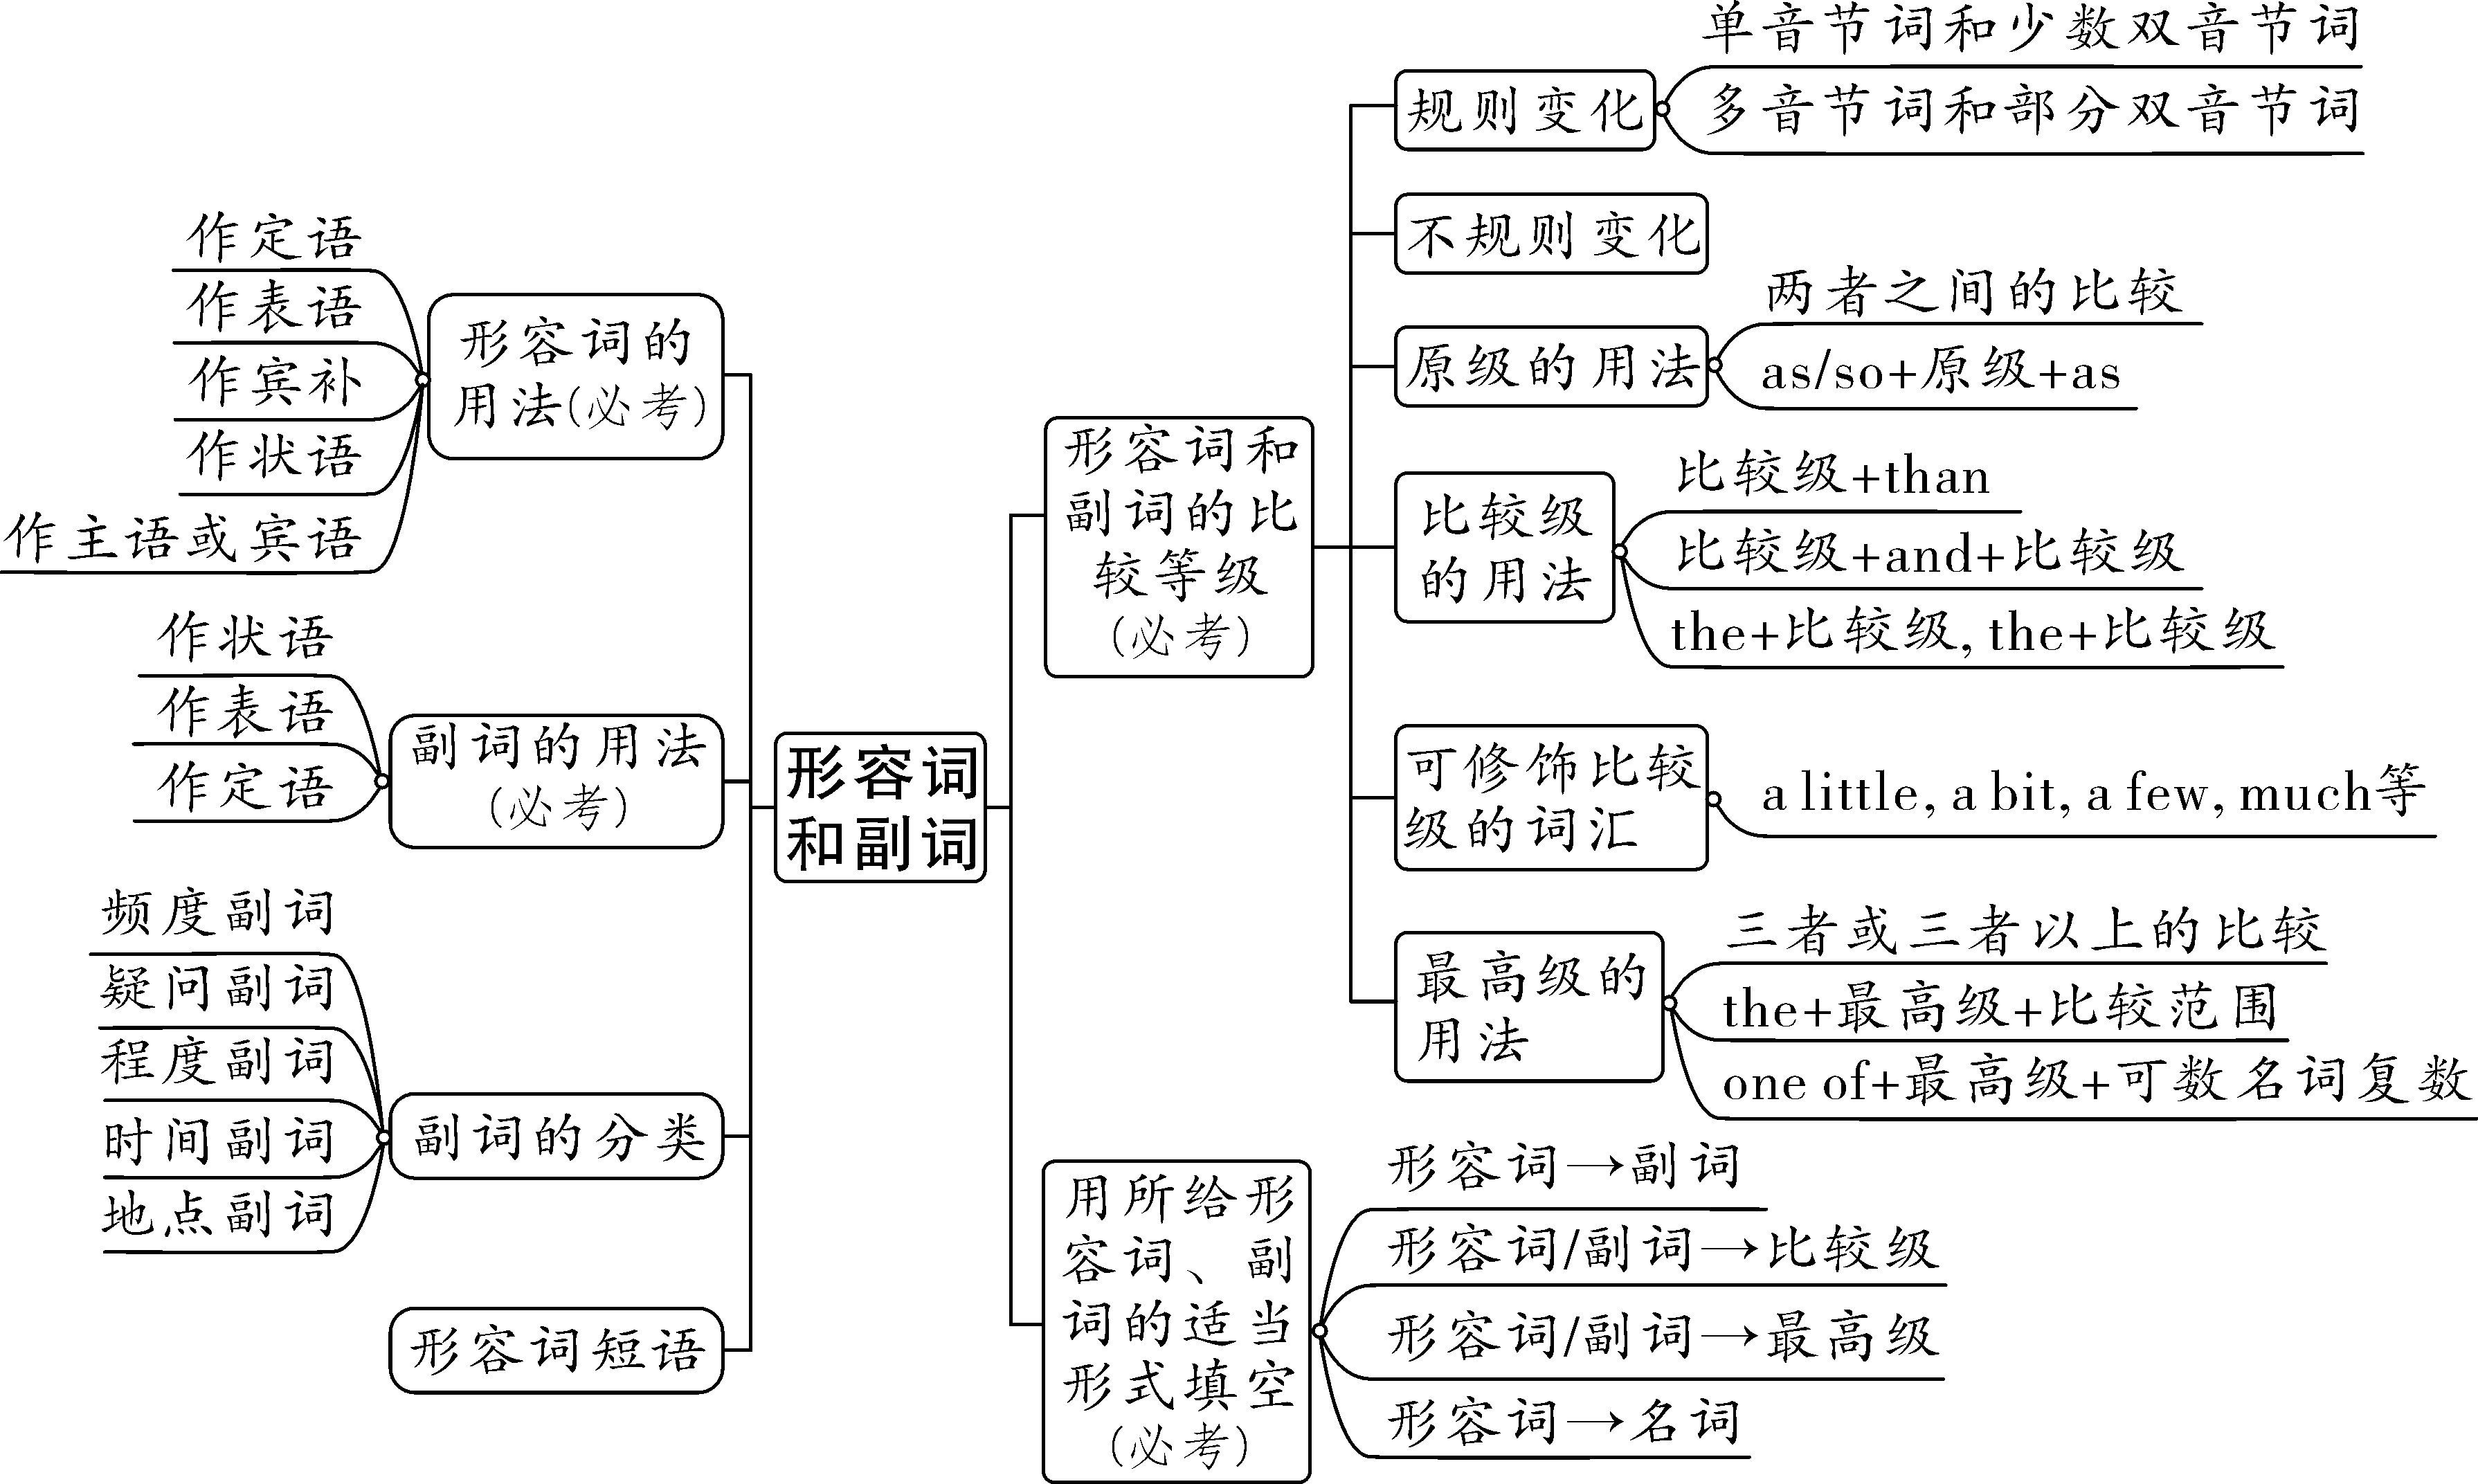 形容词
和副词
形容词的
用法(必考)
作定语
作表语
作宾补
作状语
作主语或宾语
副词的用法
(必考)
作状语
作表语
作定语
副词的分类
频度副词
疑问副词
程度副词
时间副词
地点副词
形容词短语
形容词和
副词的比
较等级
(必考)
规则变化
单音节词和少数双音节词
多音节词和部分双音节词
不规则变化
原级的用法
两者之间的比较
as/so+原级+as
比较级
的用法
比较级+than
比较级+and+比较级
the+比较级, the+比较级
可修饰比较
级的词汇
a little, a bit, a few, much等
最高级的
用法
三者或三者以上的比较
the+最高级+比较范围
one of+最高级+可数名词复数
用所给形
容词、副
词的适当
形式填空
(必考)
形容词→副词
形容词/副词→比较级
形容词/副词→最高级
形容词→名词